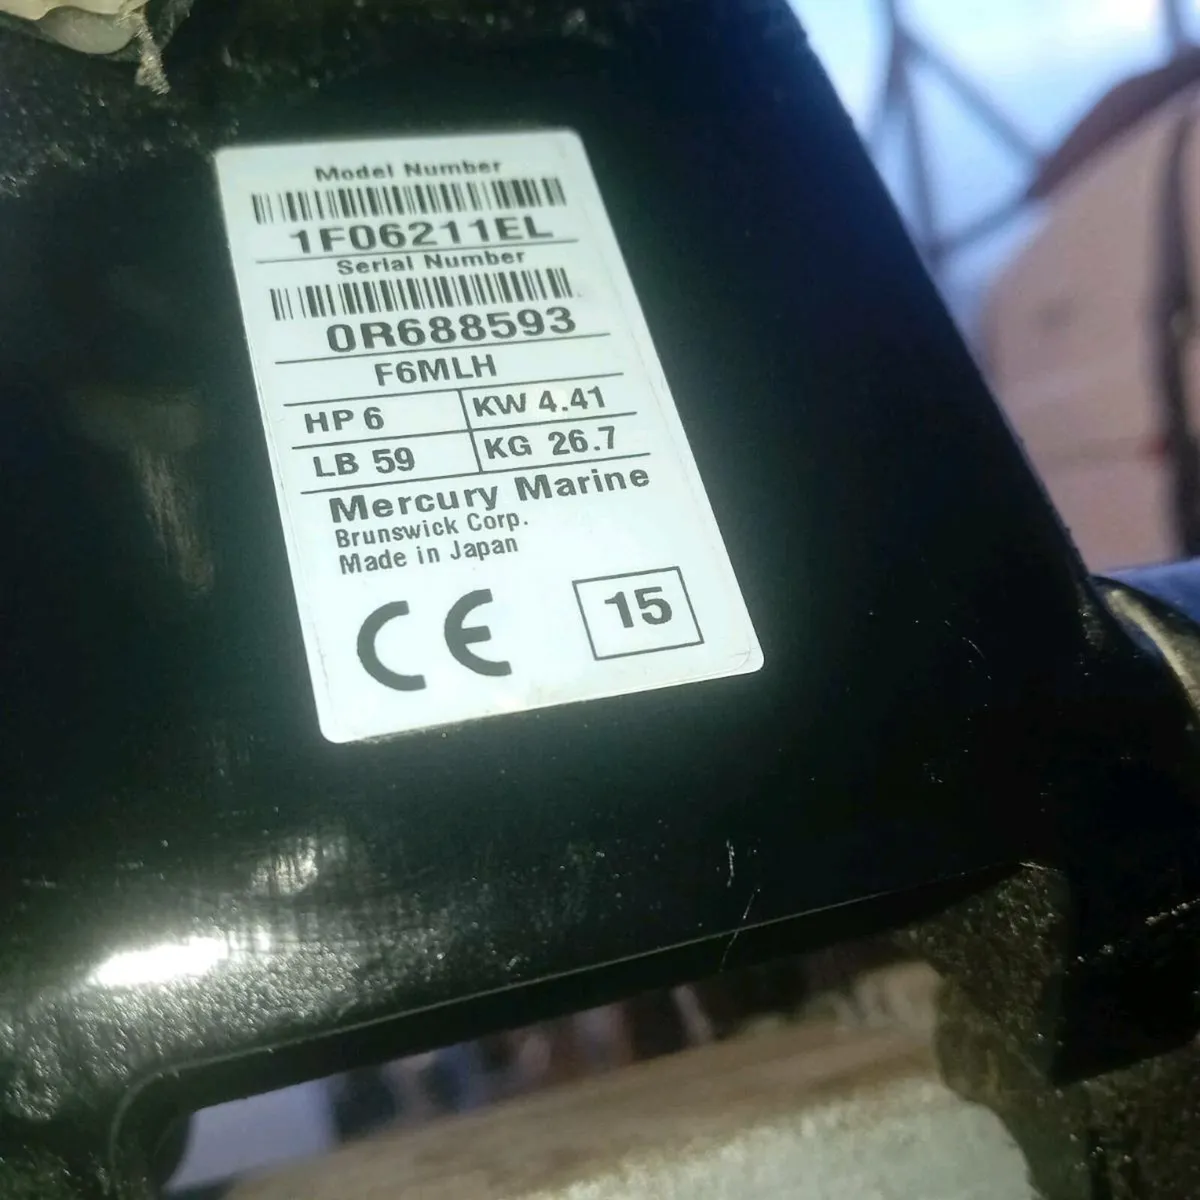 Model Number
1F06211EL
Serial Number
0R688593
F6MLH
HP 6
KW 4.41
LB 59
KG 26.7
Mercury Marine
Brunswick Corp.
Made in Japan
CE
15